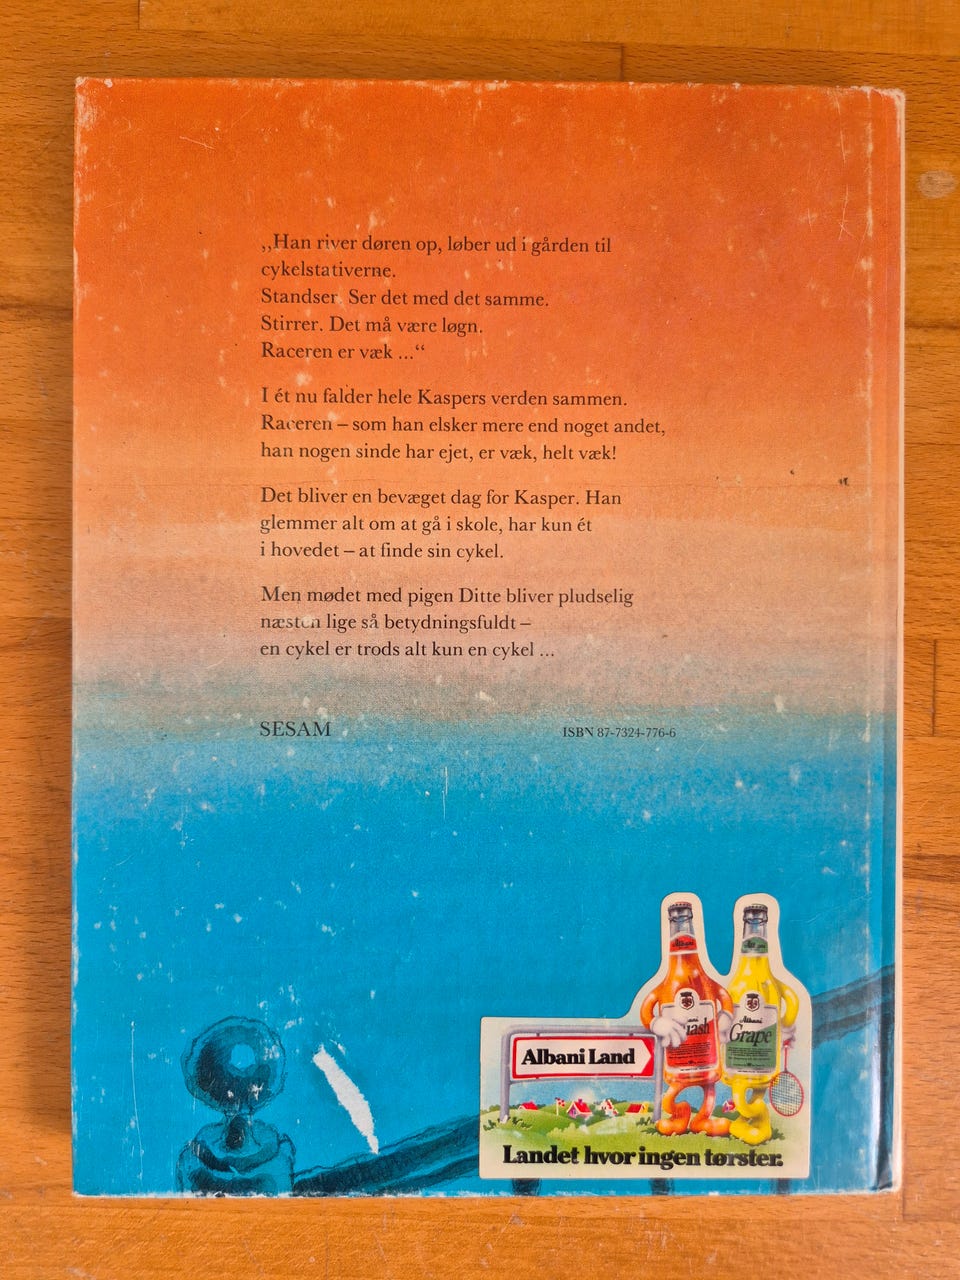 „Han river døren op, løber ud i gården til
cykelstativerne.
Standser. Ser det med det samme.
Stirrer. Det må være løgn.
Raceren er væk ...“
I ét nu falder hele Kaspers verden sammen.
Raceren – som han elsker mere end noget andet,
han nogen sinde har ejet, er væk, helt væk!
Det bliver en bevæget dag for Kasper. Han
glemmer alt om at gå i skole, har kun ét
i hovedet – at finde sin cykel.
Men mødet med pigen Ditte bliver pludselig
næsten lige så betydningsfuldt –
en cykel er trods alt kun en cykel ...
SESAM
ISBN 87-7324-776-6
Albani
Grape
Albani Land
Landet hvor ingen tørster.